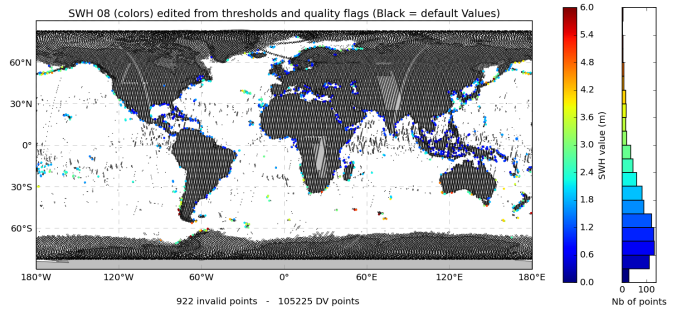 SWH 08 (colors) edited from thresholds and quality flags (Black = default Values)
60°N
30°N
0°
30°S
60°S
180°W
120°W
60°W
0°
60°E
120°E
180°E
922 invalid points - 105225 DV points
6.0
5.4
4.8
4.2
3.6
3.0
2.4
1.8
1.2
0.6
0.0
SWH value (m)
0
100
Nb of points